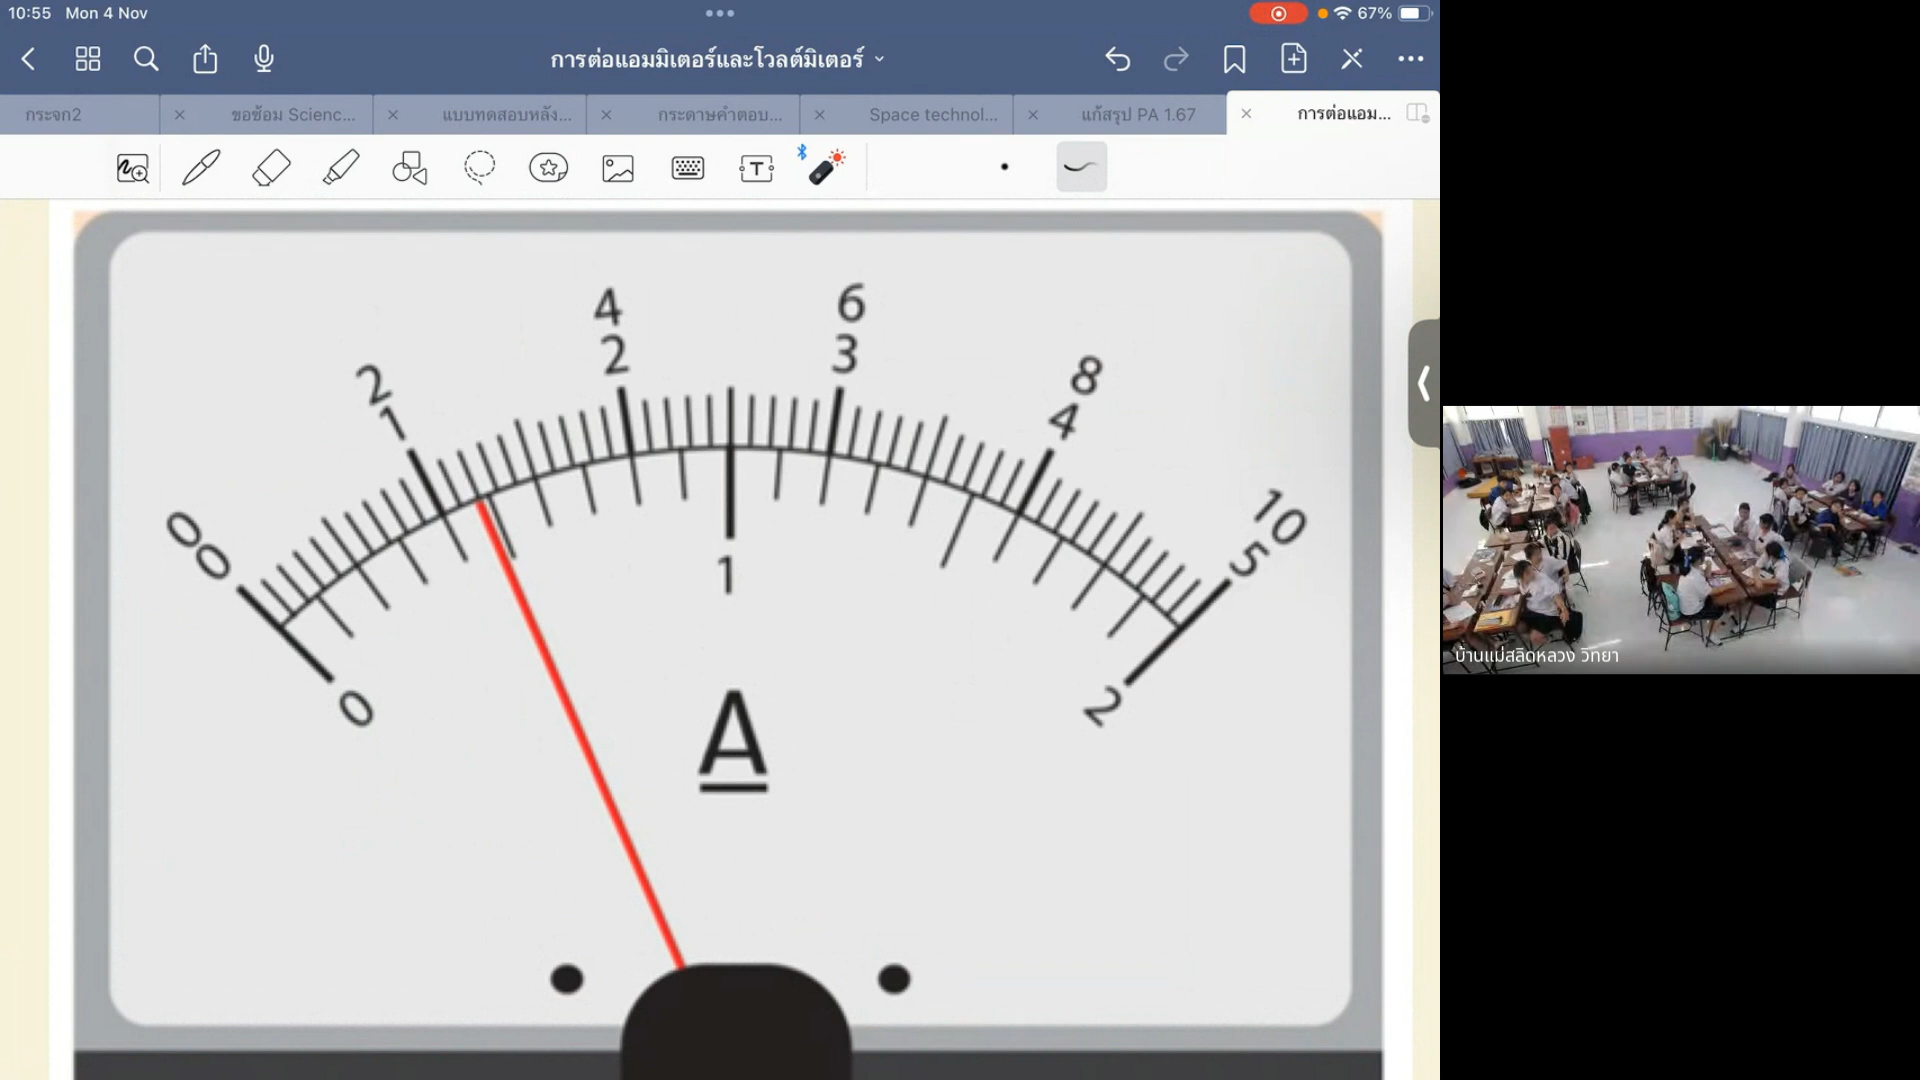 10:55 Mon 4 Nov
67%
การต่อแอมมิเตอร์และโวลต์มิเตอร์
กระจก2
ขอซ้อม Scienc...
แบบทดสอบหลัง...
กระดาษคำตอบ...
Space technol...
แก้สรุป PA 1.67
การต่อแอม...
T
0 2 4 6 8 10
0 1 2 3 4 5
0 1 2
A
บ้านแม่สลิดหลวง วิทยา